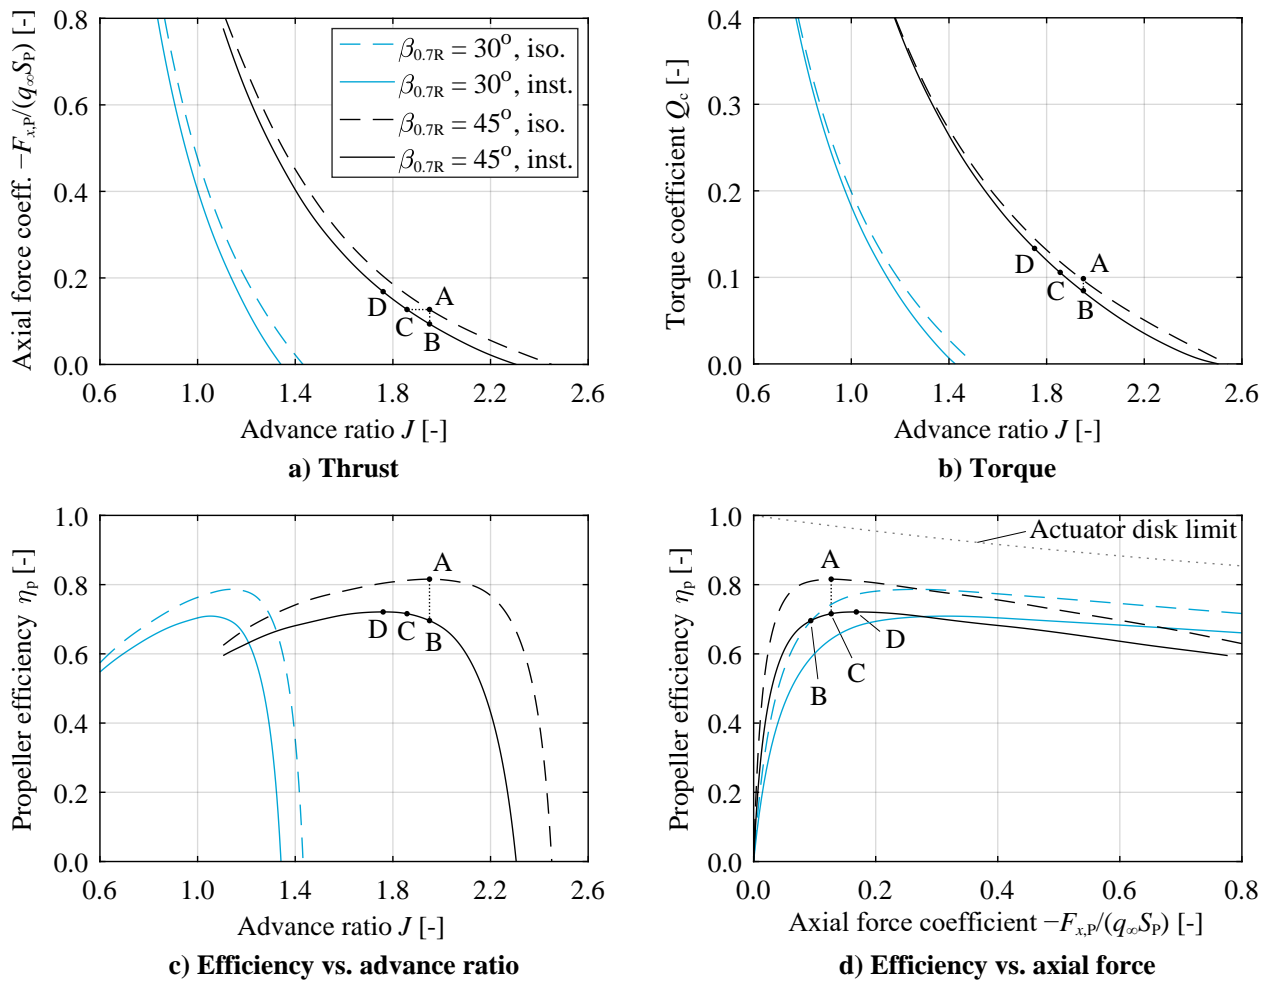 Axial force coeff. −F_{x,P}/(q_∞S_P) [-]
0.8
0.6
0.4
0.2
0.0
β_{0.7R} = 30°, iso.
β_{0.7R} = 30°, inst.
β_{0.7R} = 45°, iso.
β_{0.7R} = 45°, inst.
A
D
C
B
0.6 1.0 1.4 1.8 2.2 2.6
Advance ratio J [-]
a) Thrust
Torque coefficient Q_c [-]
0.4
0.3
0.2
0.1
0.0
A
D
C
B
0.6 1.0 1.4 1.8 2.2 2.6
Advance ratio J [-]
b) Torque
Propeller efficiency η_p [-]
1.0
0.8
0.6
0.4
0.2
0.0
A
D C B
0.6 1.0 1.4 1.8 2.2 2.6
Advance ratio J [-]
c) Efficiency vs. advance ratio
Propeller efficiency η_p [-]
1.0
0.8
0.6
0.4
0.2
0.0
Actuator disk limit
A
D
C
B
0.0 0.2 0.4 0.6 0.8
Axial force coefficient −F_{x,P}/(q_∞S_P) [-]
d) Efficiency vs. axial force